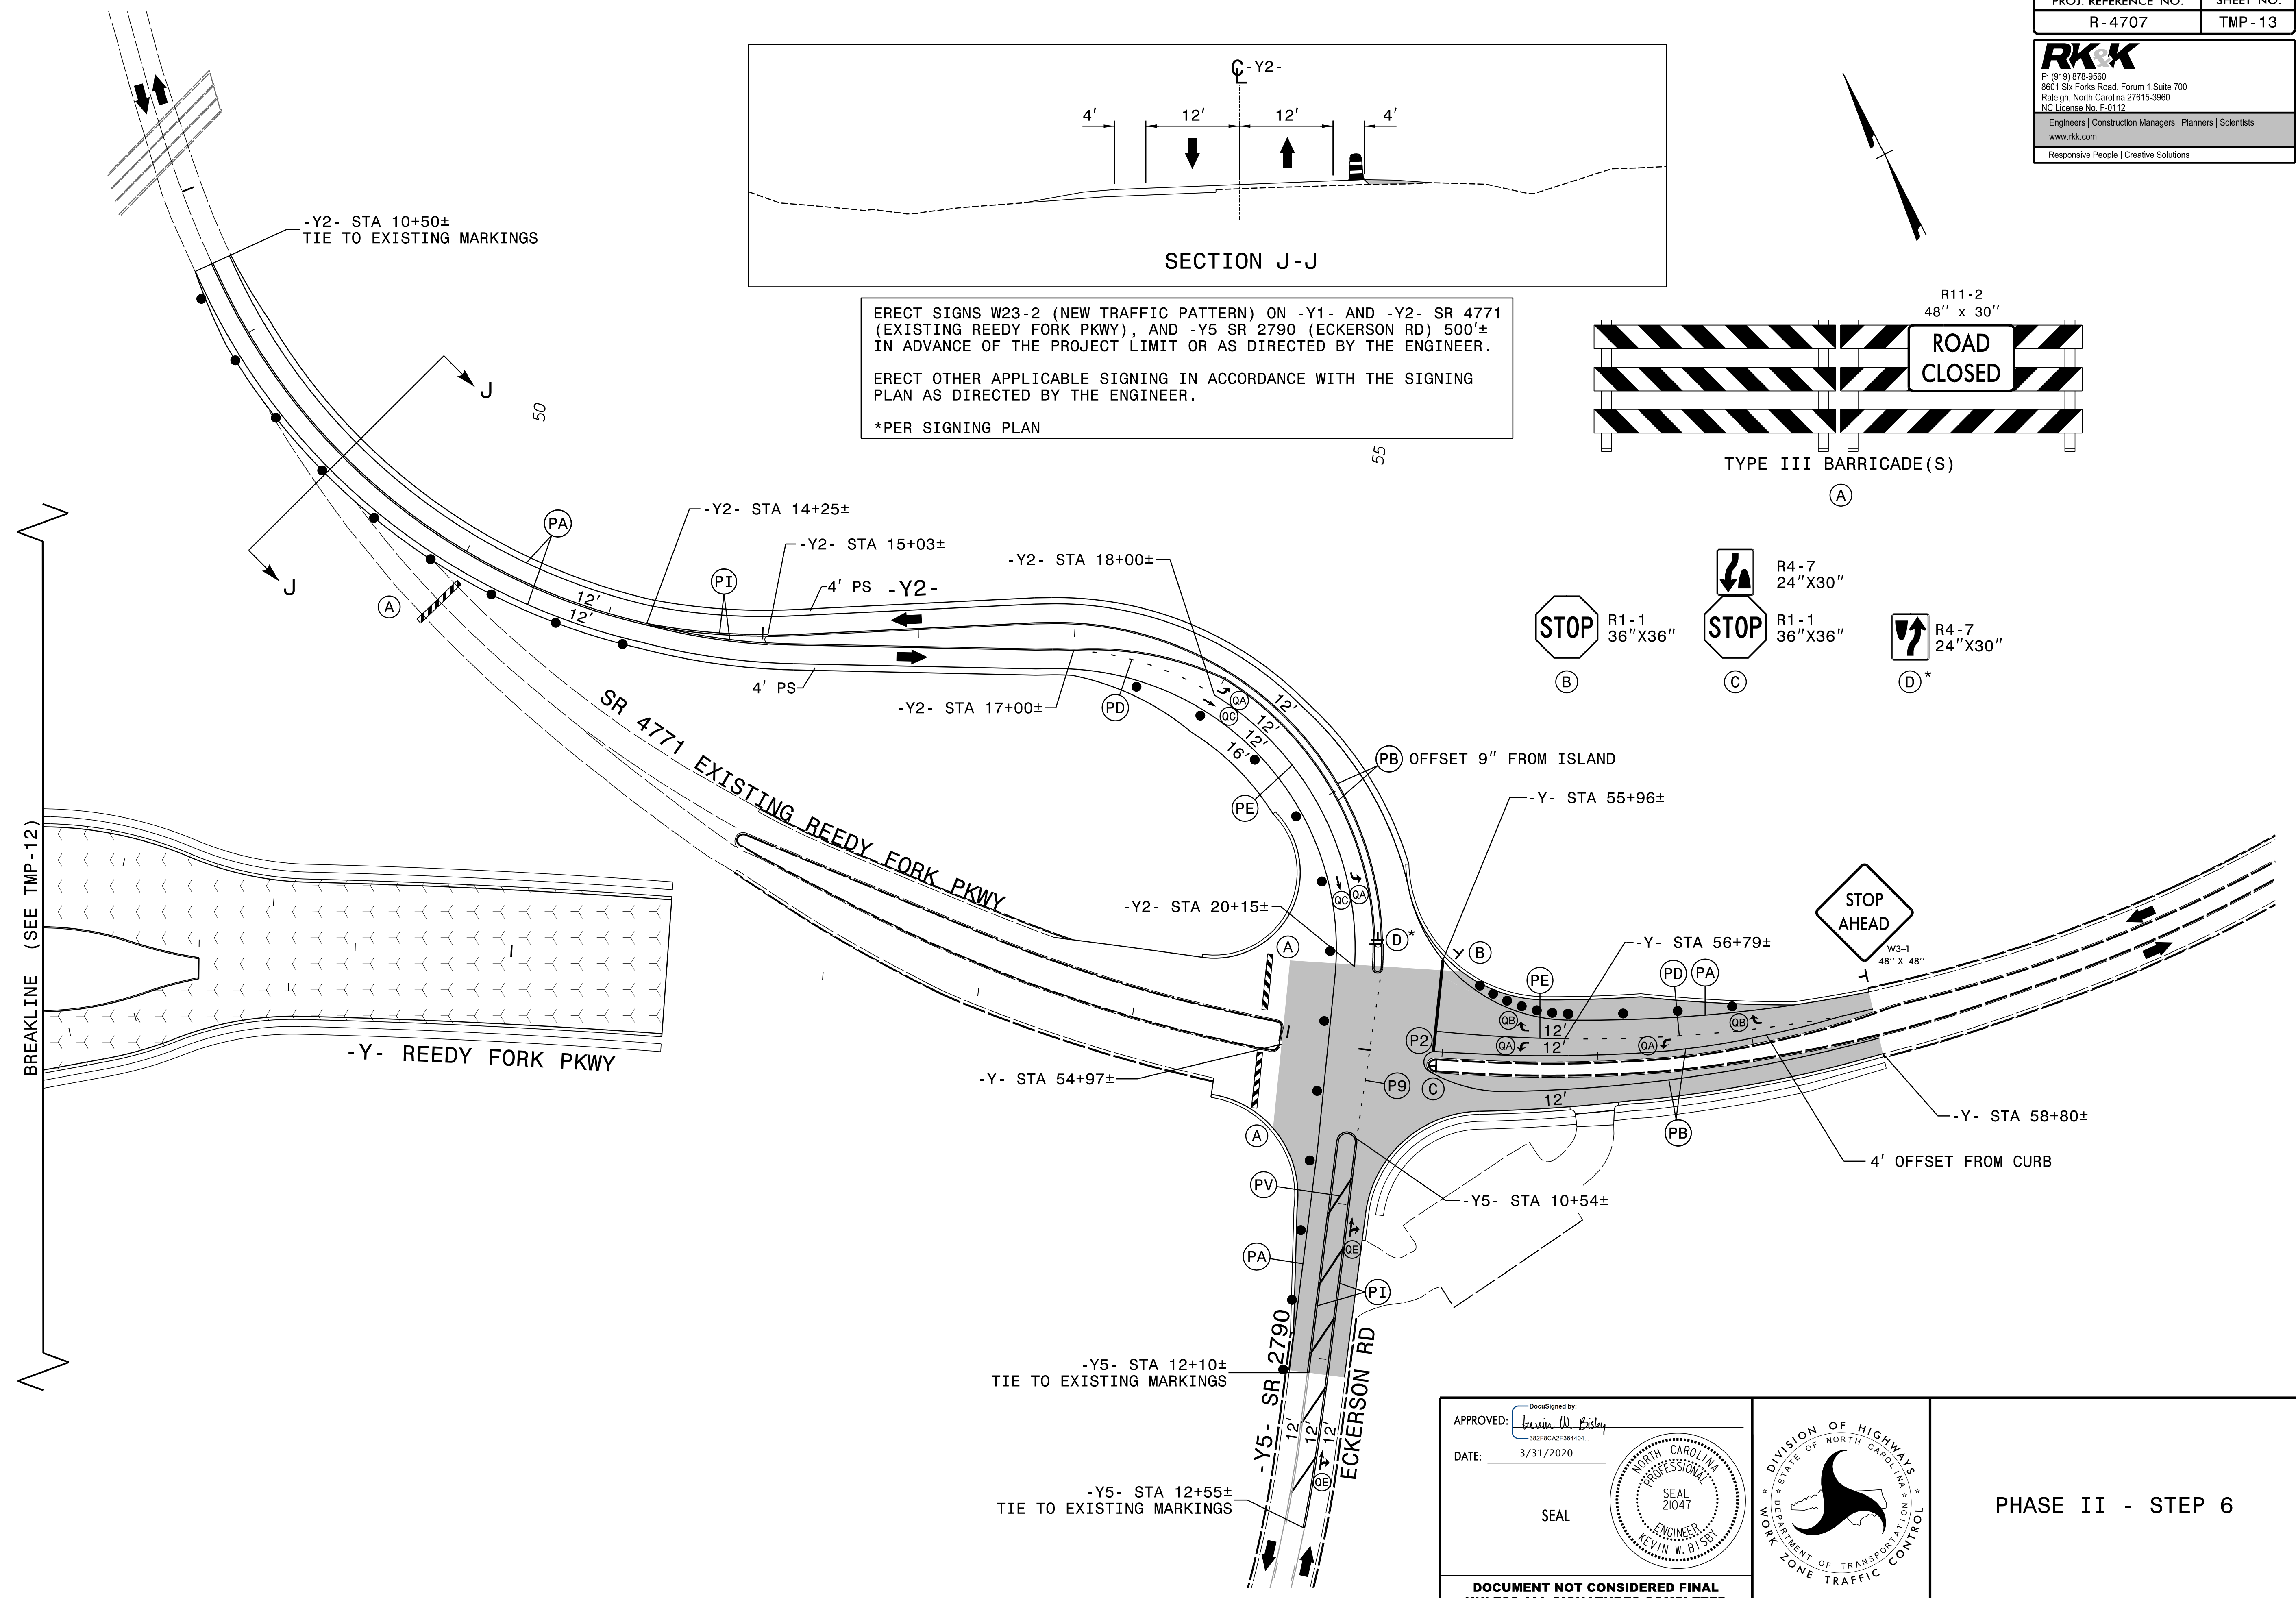 PROJ. REFERENCE NO.
SHEET NO.
R-4707
TMP-13
RK&K
P: (919) 878-9560
8601 Six Forks Road, Forum 1,Suite 700
Raleigh, North Carolina 27615-3960
NC License No. F-0112
Engineers | Construction Managers | Planners | Scientists
www.rkk.com
Responsive People | Creative Solutions
℄ -Y2-
4'
12'
12'
4'
SECTION J-J
-Y2- STA 10+50±
TIE TO EXISTING MARKINGS
ERECT SIGNS W23-2 (NEW TRAFFIC PATTERN) ON -Y1- AND -Y2- SR 4771
(EXISTING REEDY FORK PKWY), AND -Y5 SR 2790 (ECKERSON RD) 500'±
IN ADVANCE OF THE PROJECT LIMIT OR AS DIRECTED BY THE ENGINEER.
ERECT OTHER APPLICABLE SIGNING IN ACCORDANCE WITH THE SIGNING
PLAN AS DIRECTED BY THE ENGINEER.
*PER SIGNING PLAN
R11-2
48" x 30"
ROAD
CLOSED
TYPE III BARRICADE(S)
A
J
J
50
55
PA
-Y2- STA 14+25±
-Y2- STA 15+03±
-Y2- STA 18+00±
PI
4' PS
-Y2-
A
12'
12'
4' PS
-Y2- STA 17+00±
PD
QA
QC
12'
12'
12'
16'
R4-7
24"X30"
STOP
R1-1
36"X36"
STOP
R1-1
36"X36"
R4-7
24"X30"
B
C
D*
SR 4771 EXISTING REEDY FORK PKWY
PB OFFSET 9" FROM ISLAND
PE
-Y- STA 55+96±
BREAKLINE (SEE TMP-12)
-Y- REEDY FORK PKWY
QC
QA
-Y2- STA 20+15±
A
D*
B
STOP
AHEAD
W3-1
48" X 48"
-Y- STA 56+79±
PE
PD
PA
QB
QB
12'
12'
QA
QA
P2
C
P9
12'
-Y- STA 54+97±
A
PB
-Y- STA 58+80±
4' OFFSET FROM CURB
PV
-Y5- STA 10+54±
QE
PA
PI
-Y5- STA 12+10±
TIE TO EXISTING MARKINGS
-Y5- SR 2790
ECKERSON RD
12'
12'
12'
QE
-Y5- STA 12+55±
TIE TO EXISTING MARKINGS
APPROVED:
DocuSigned by:
Kevin W. Bisby
382F8CA2F364404...
DATE:
3/31/2020
SEAL
NORTH CAROLINA
PROFESSIONAL
SEAL
21047
ENGINEER
KEVIN W. BISBY
DOCUMENT NOT CONSIDERED FINAL
UNLESS ALL SIGNATURES COMPLETED
DIVISION OF HIGHWAYS
STATE OF NORTH CAROLINA
DEPARTMENT OF TRANSPORTATION
WORK ZONE TRAFFIC CONTROL
PHASE II - STEP 6